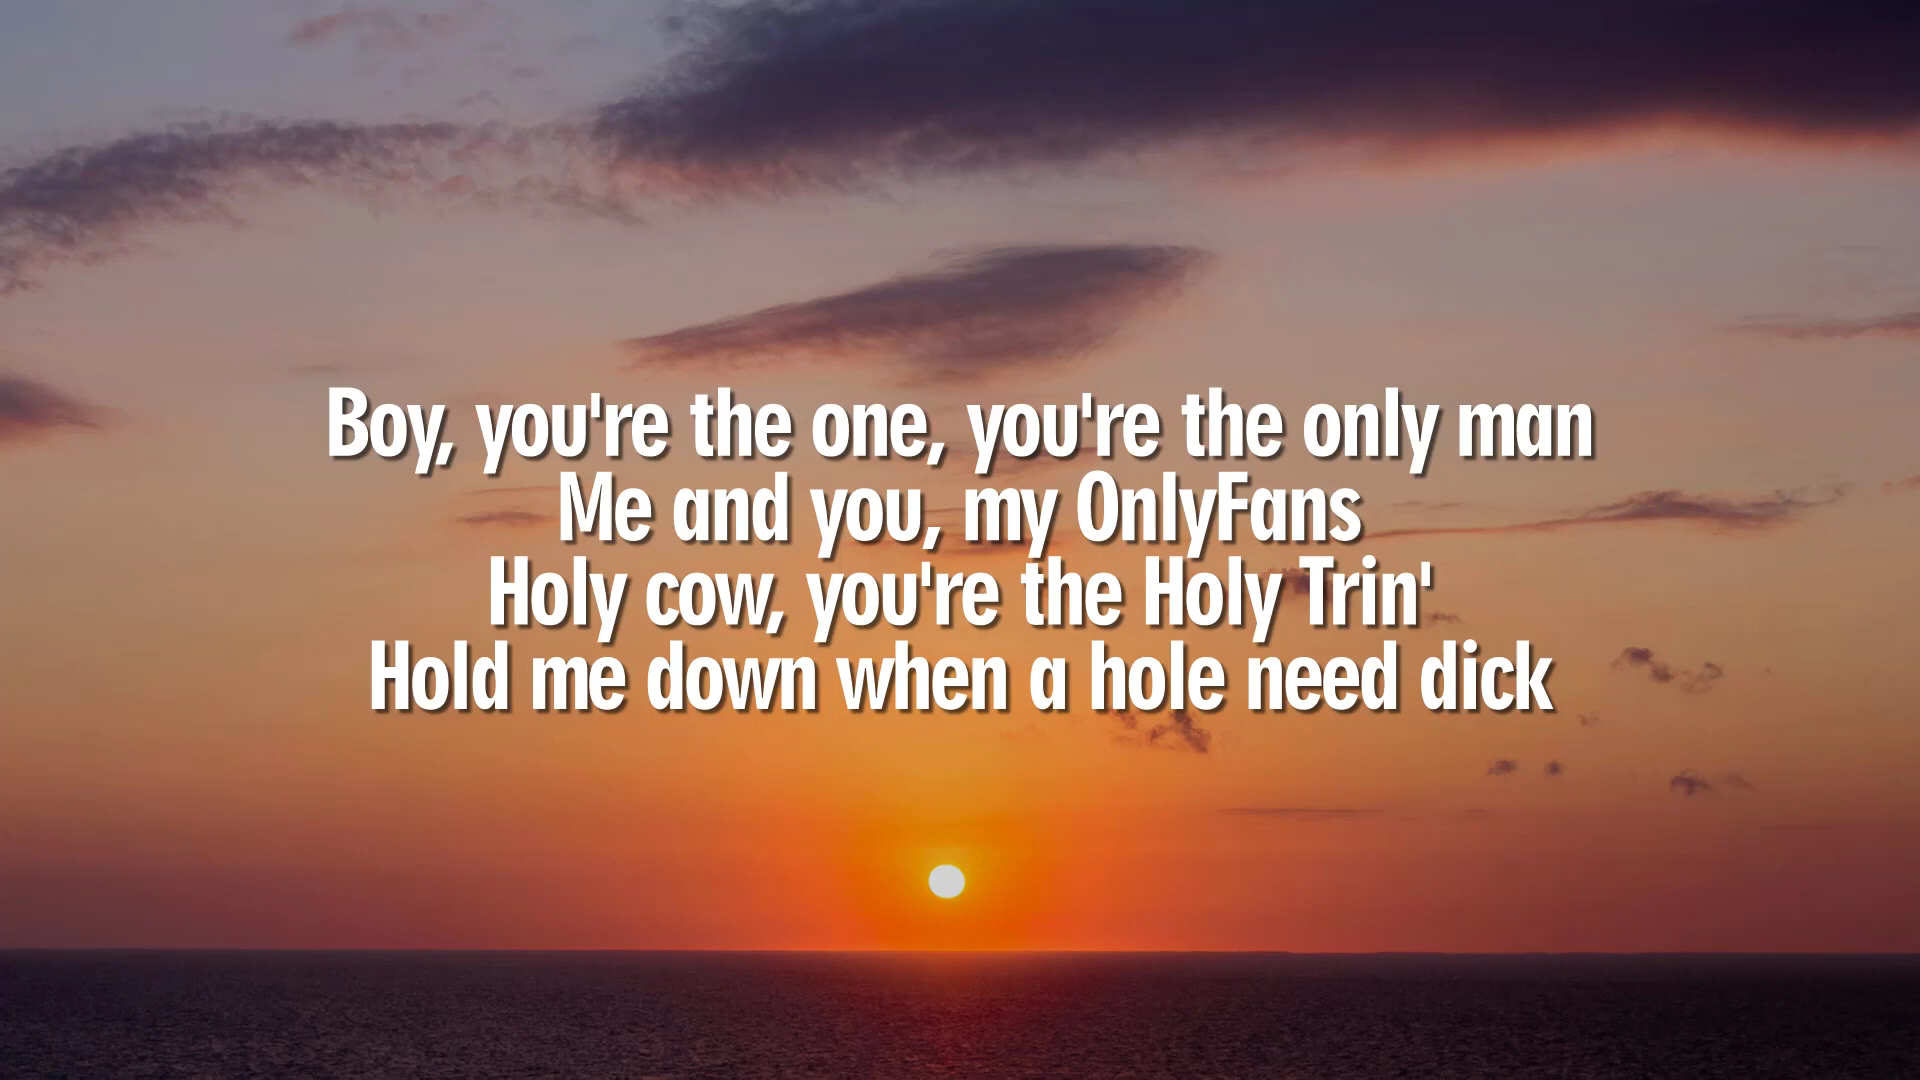 Boy, you're the one, you're the only man
Me and you, my OnlyFans
Holy cow, you're the Holy Trin'
Hold me down when a hole need dick